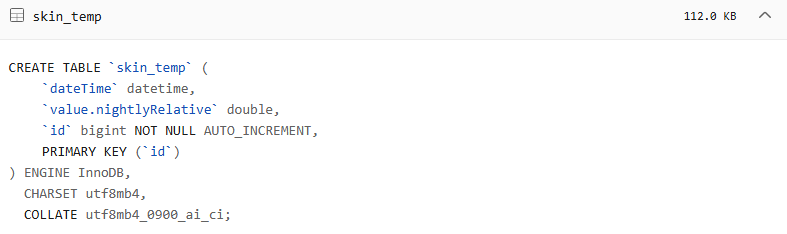 skin_temp 112.0 KB
CREATE TABLE `skin_temp` (
`dateTime` datetime,
`value.nightlyRelative` double,
`id` bigint NOT NULL AUTO_INCREMENT,
PRIMARY KEY (`id`)
) ENGINE InnoDB,
CHARSET utf8mb4,
COLLATE utf8mb4_0900_ai_ci;